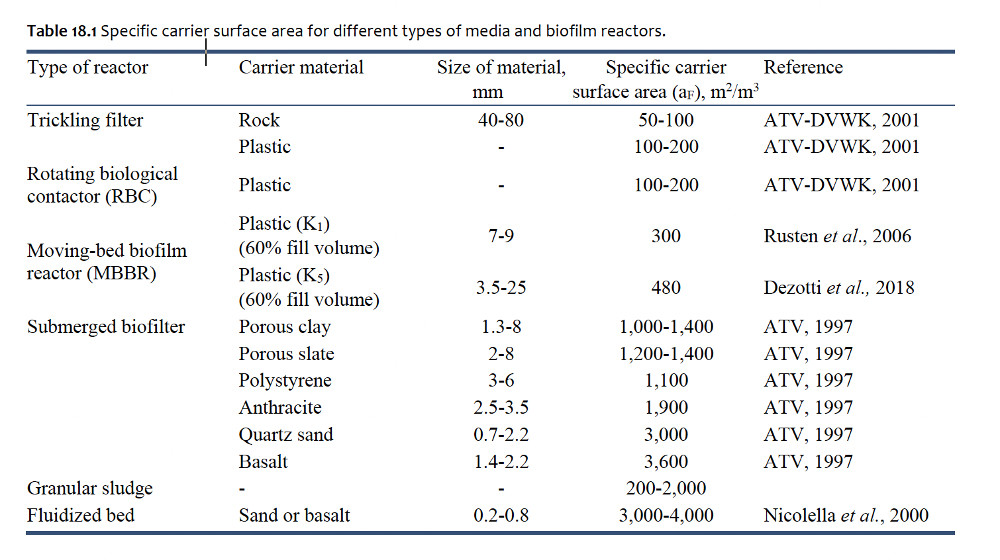 Table 18.1 Specific carrier surface area for different types of media and biofilm reactors.
Type of reactor Carrier material Size of material, mm Specific carrier surface area (aF), m²/m³ Reference
Trickling filter Rock 40-80 50-100 ATV-DVWK, 2001
Plastic - 100-200 ATV-DVWK, 2001
Rotating biological contactor (RBC) Plastic - 100-200 ATV-DVWK, 2001
Moving-bed biofilm reactor (MBBR) Plastic (K₁) (60% fill volume) 7-9 300 Rusten et al., 2006
Plastic (K₅) (60% fill volume) 3.5-25 480 Dezotti et al., 2018
Submerged biofilter Porous clay 1.3-8 1,000-1,400 ATV, 1997
Porous slate 2-8 1,200-1,400 ATV, 1997
Polystyrene 3-6 1,100 ATV, 1997
Anthracite 2.5-3.5 1,900 ATV, 1997
Quartz sand 0.7-2.2 3,000 ATV, 1997
Basalt 1.4-2.2 3,600 ATV, 1997
Granular sludge - - 200-2,000
Fluidized bed Sand or basalt 0.2-0.8 3,000-4,000 Nicolella et al., 2000